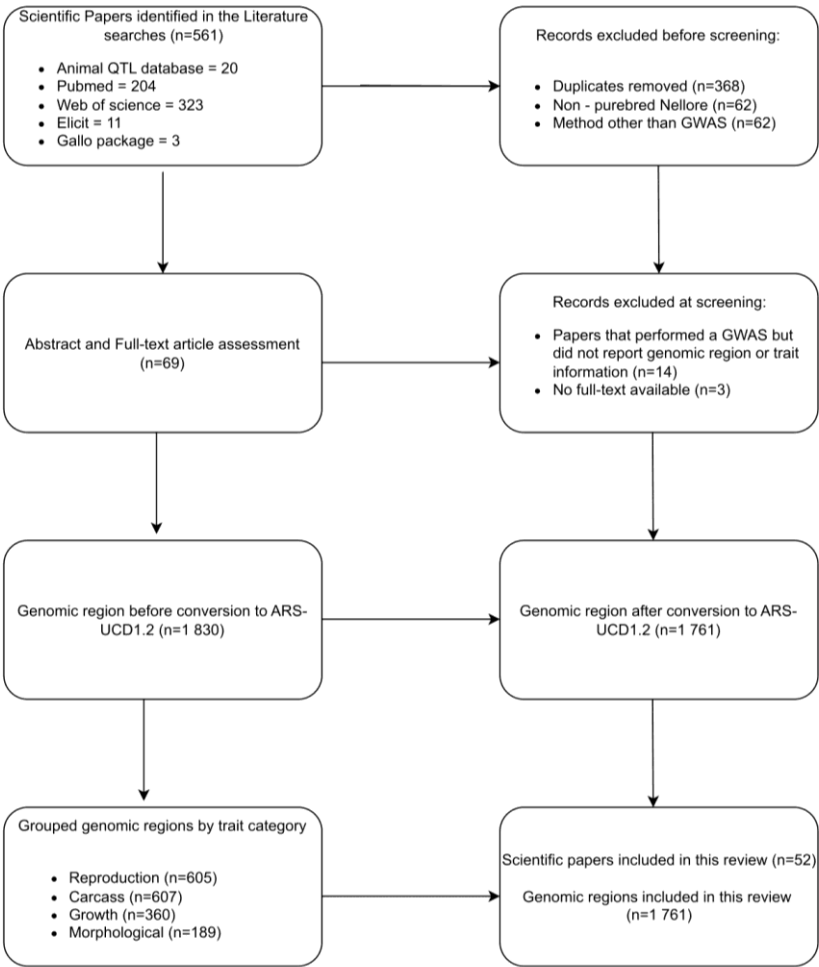 Scientific Papers identified in the Literature
searches (n=561)
• Animal QTL database = 20
• Pubmed = 204
• Web of science = 323
• Elicit = 11
• Gallo package = 3
Records excluded before screening:
• Duplicates removed (n=368)
• Non - purebred Nellore (n=62)
• Method other than GWAS (n=62)
Abstract and Full-text article assessment
(n=69)
Records excluded at screening:
• Papers that performed a GWAS but
did not report genomic region or trait
information (n=14)
• No full-text available (n=3)
Genomic region before conversion to ARS-
UCD1.2 (n=1 830)
Genomic region after conversion to ARS-
UCD1.2 (n=1 761)
Grouped genomic regions by trait category
• Reproduction (n=605)
• Carcass (n=607)
• Growth (n=360)
• Morphological (n=189)
Scientific papers included in this review (n=52)
Genomic regions included in this review
(n=1 761)